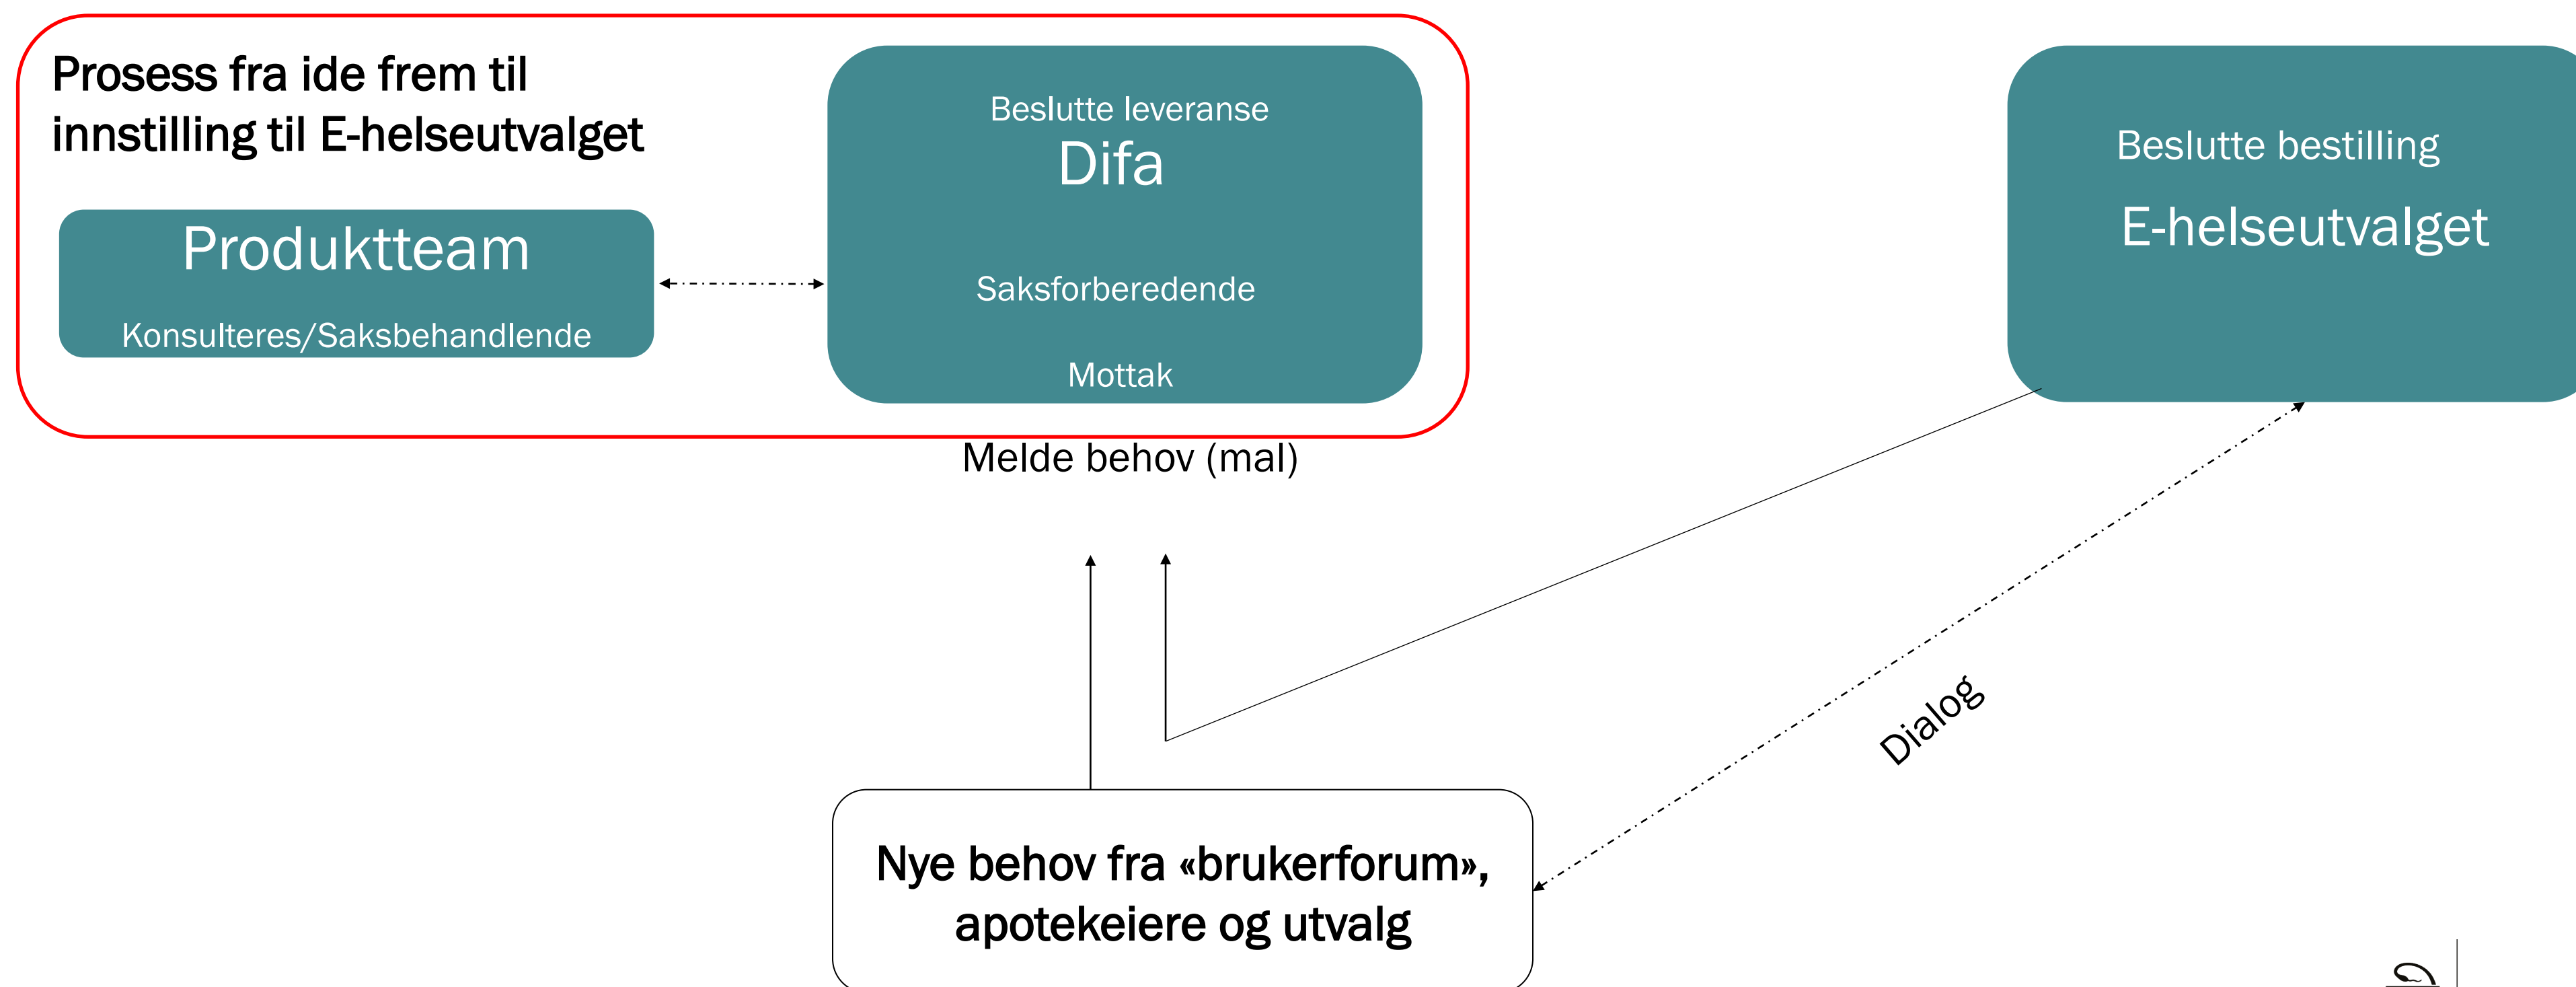 Prosess fra ide frem til
innstilling til E-helseutvalget
Produktteam
Konsulteres/Saksbehandlende
Beslutte leveranse
Difa
Saksforberedende
Mottak
Beslutte bestilling
E-helseutvalget
Melde behov (mal)
Dialog
Nye behov fra «brukerforum»,
apotekeiere og utvalg